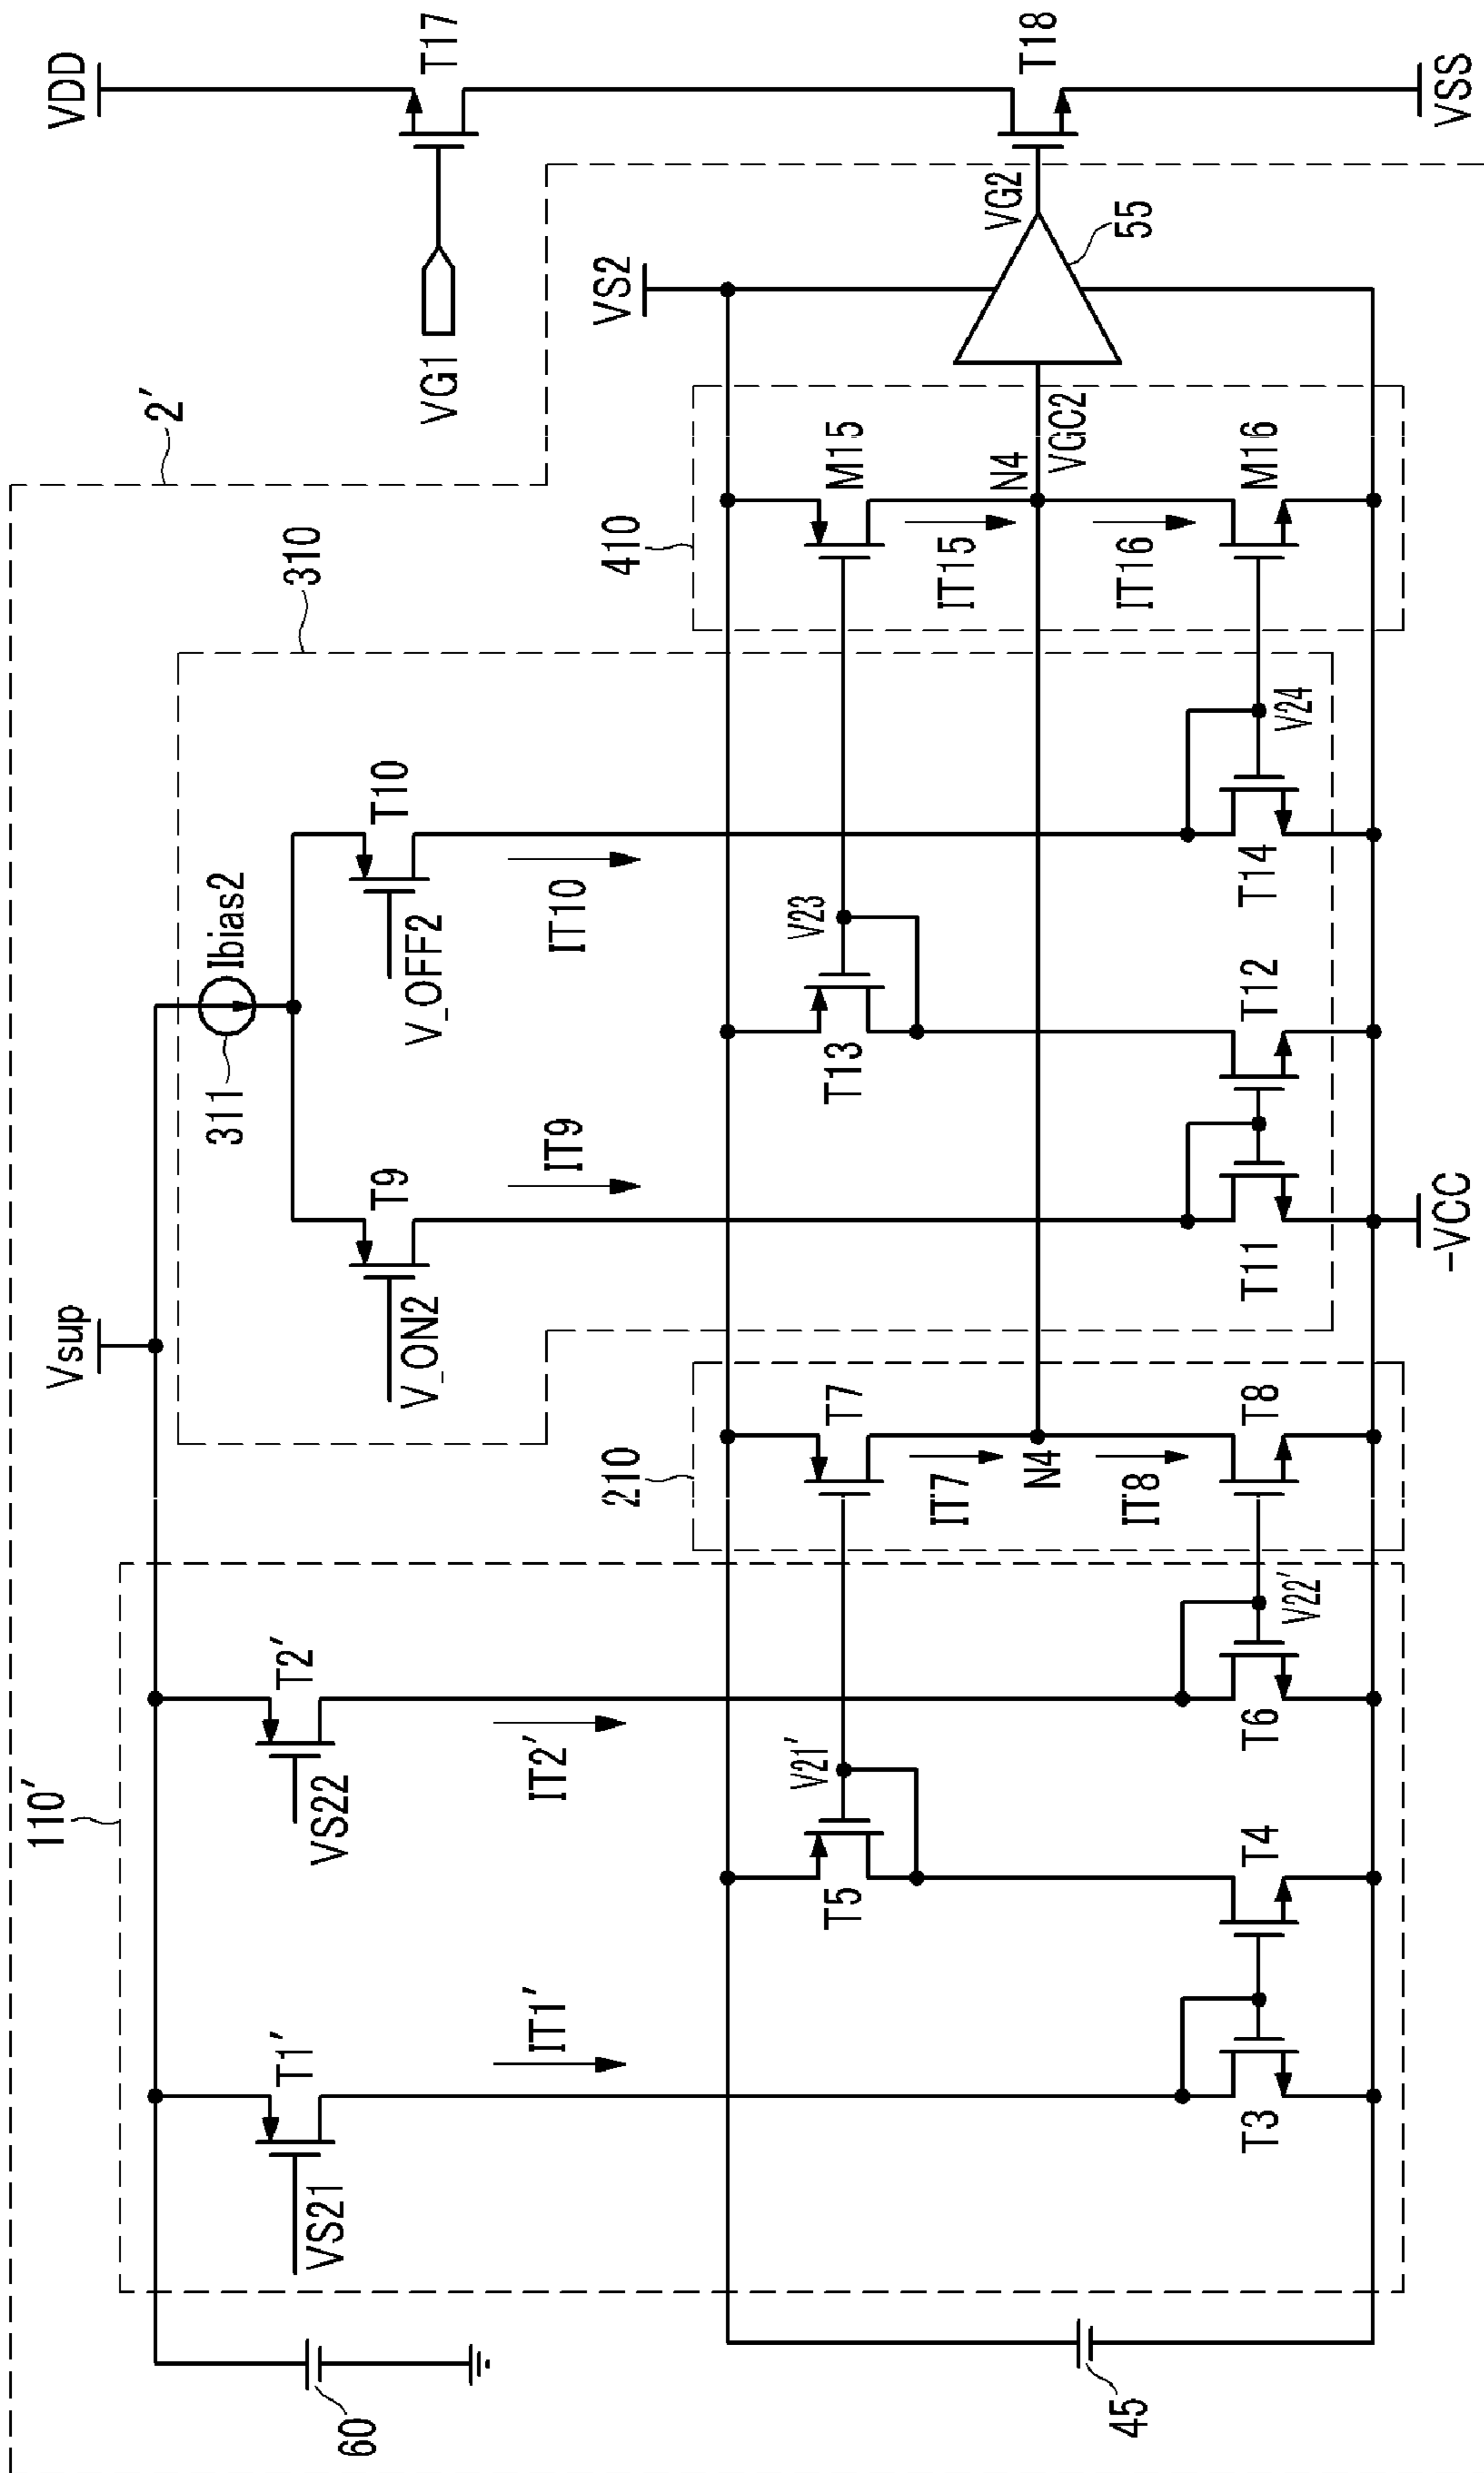 2'
Vsup
VDD
110'
T1'
VS21
IT1'
T2'
VS22
IT2'
60
310
311
Ibias2
T9
V_ON2
IT9
T10
V_OFF2
IT10
VG1
T17
VS2
45
T5
V21'
T3
T4
T6
V22'
210
T7
IT7
N4
IT8
T8
T13
V23
T11
T12
T14
V24
410
M15
IT15
N4
VGC2
IT16
M16
55
VG2
T18
-VCC
VSS